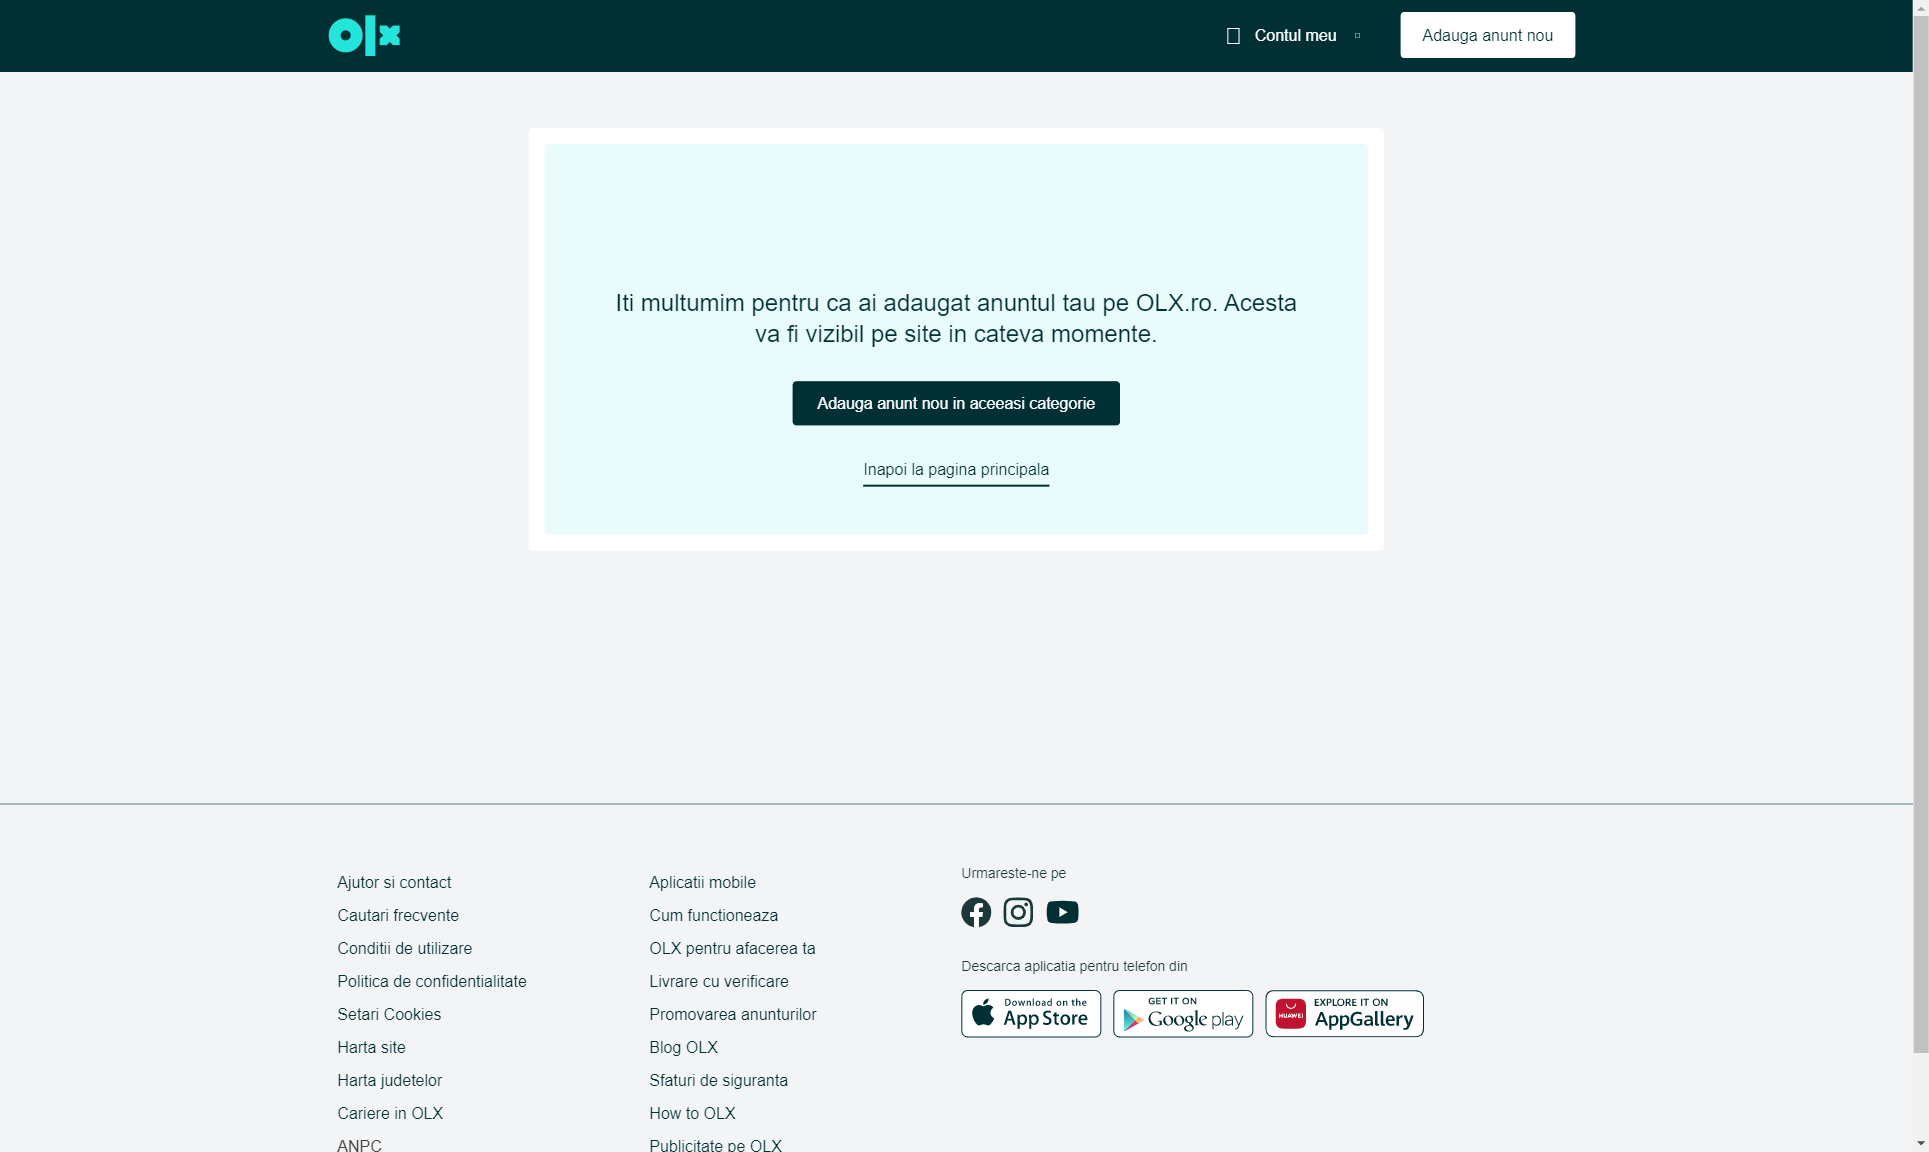 olx
Contul meu
Adauga anunt nou
Iti multumim pentru ca ai adaugat anuntul tau pe OLX.ro. Acesta
va fi vizibil pe site in cateva momente.
Adauga anunt nou in aceeasi categorie
Inapoi la pagina principala
Ajutor si contact
Cautari frecvente
Conditii de utilizare
Politica de confidentialitate
Setari Cookies
Harta site
Harta judetelor
Cariere in OLX
ANPC
Aplicatii mobile
Cum functioneaza
OLX pentru afacerea ta
Livrare cu verificare
Promovarea anunturilor
Blog OLX
Sfaturi de siguranta
How to OLX
Publicitate pe OLX
Urmareste-ne pe
Descarca aplicatia pentru telefon din
Download on the
App Store
GET IT ON
Google play
HUAWEI
EXPLORE IT ON
AppGallery